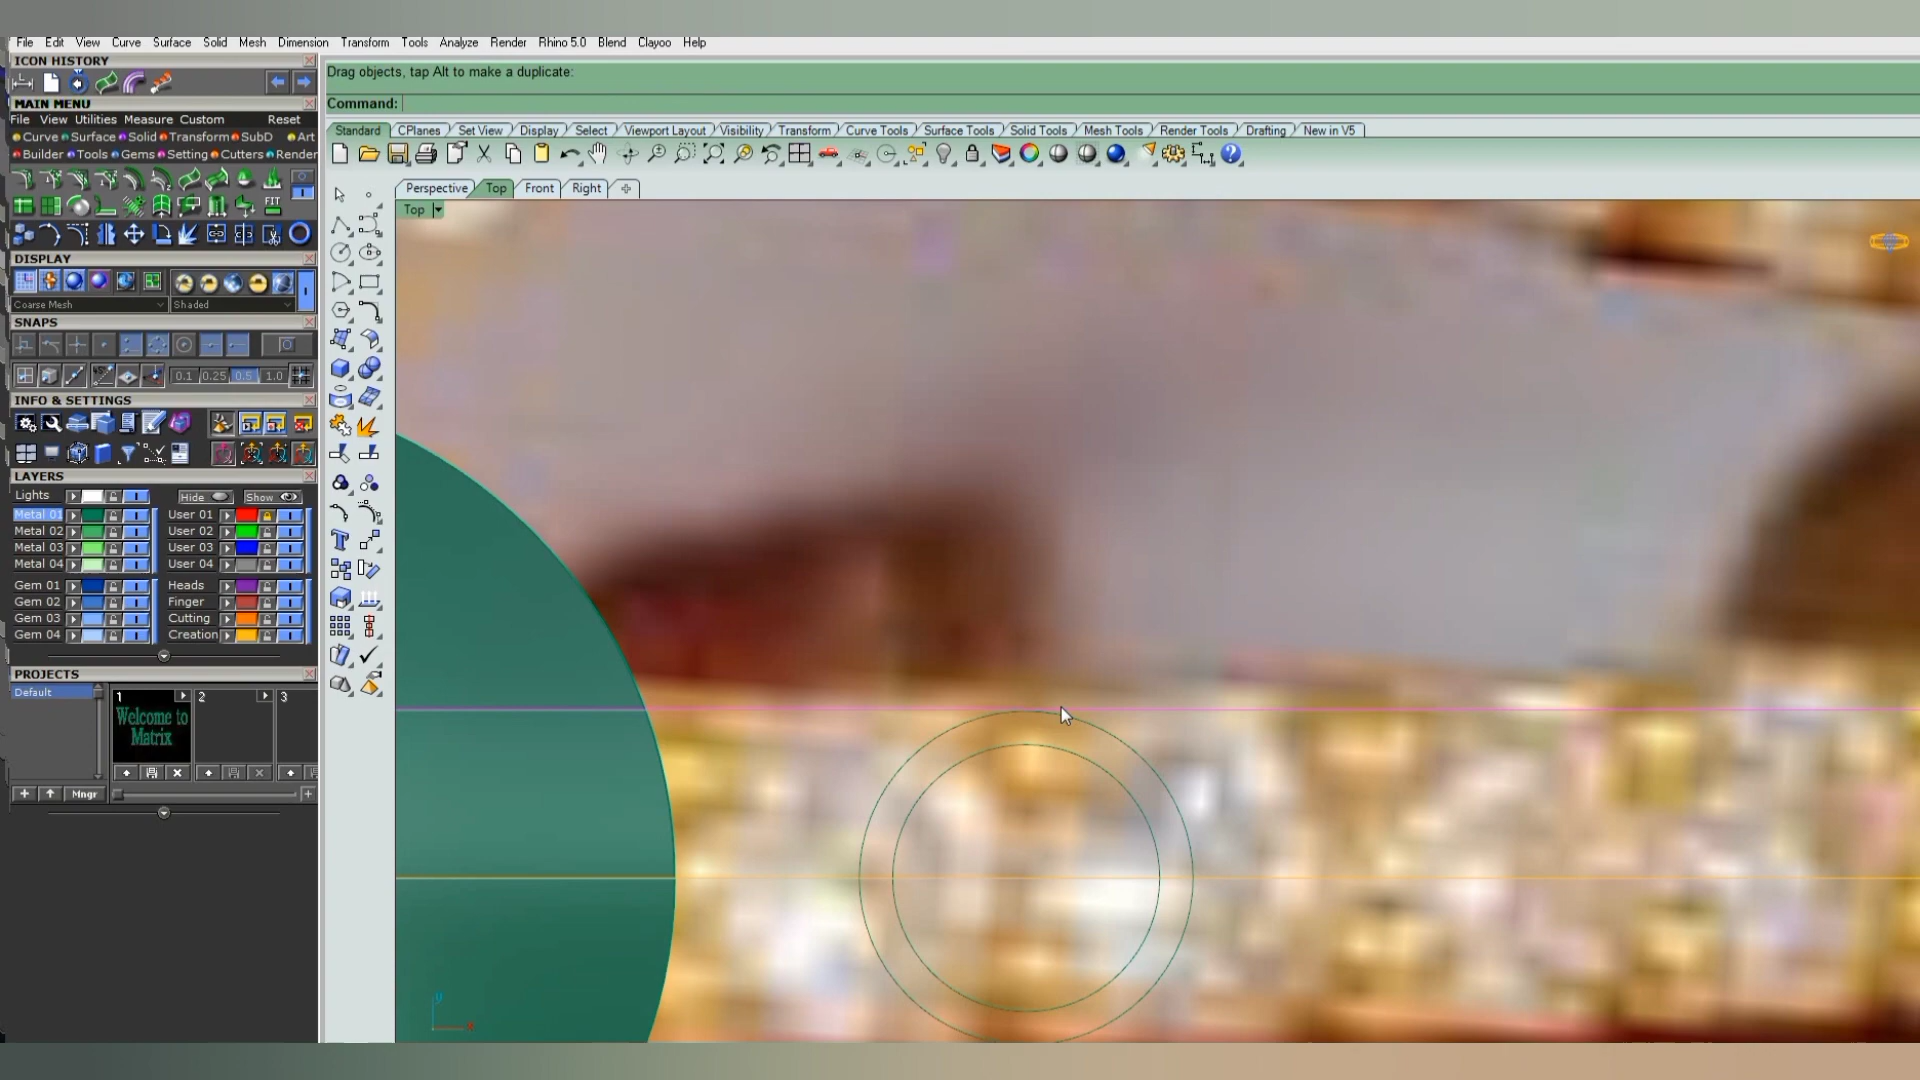 File Edit View Curve Surface Solid Mesh Dimension Transform Tools Analyze Render Rhino 5.0 Blend Clayoo Help
ICON HISTORY
Drag objects, tap Alt to make a duplicate:
MAIN MENU
Command:
File View Utilities Measure Custom Reset
Standard CPlanes Set View Display Select Viewport Layout Visibility Transform Curve Tools Surface Tools Solid Tools Mesh Tools Render Tools Drafting New in V5
Curve Surface Solid Transform SubD Art
Builder Tools Gems Setting Cutters Render
Perspective Top Front Right
FIT
Top
DISPLAY
Coarse Mesh Shaded
SNAPS
0.1 0.25 0.5 1.0
INFO & SETTINGS
LAYERS
Lights Hide Show
Metal 01 User 01
Metal 02 User 02
Metal 03 User 03
Metal 04 User 04
Gem 01 Heads
Gem 02 Finger
Gem 03 Cutting
Gem 04 Creation
PROJECTS
Default 1 2 3
Welcome to
Matrix
Mngr
y
x